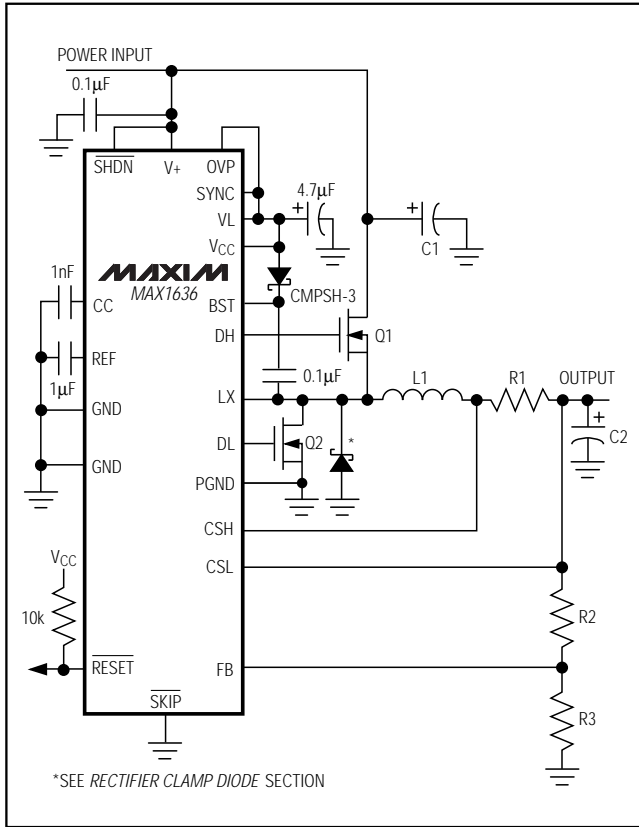 POWER INPUT
0.1μF
SHDN
V+
OVP
SYNC
4.7μF
+
VL
+
C1
VCC
MAXIM
MAX1636
CMPSH-3
1nF
CC
BST
DH
Q1
REF
0.1μF
1μF
LX
L1
R1
OUTPUT
+
C2
GND
DL
Q2
*
GND
PGND
CSH
VCC
CSL
10k
R2
RESET
FB
SKIP
R3
*SEE RECTIFIER CLAMP DIODE SECTION